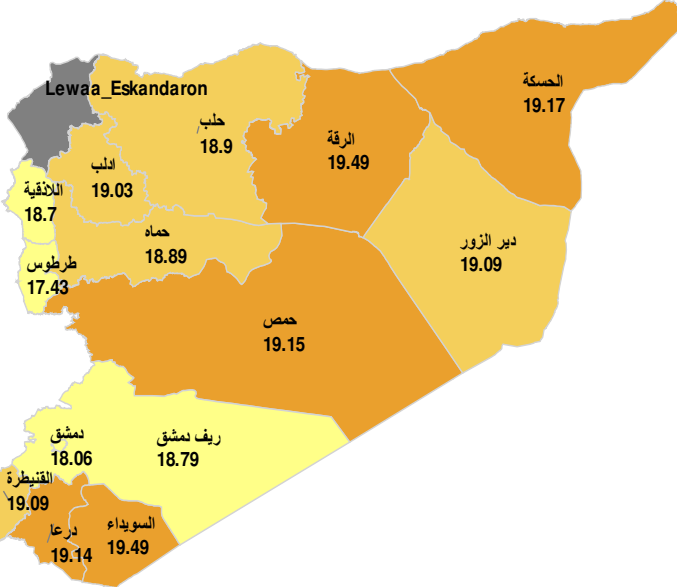 الحسكة
19.17
Lewaa_Eskandaron
حلب
18.9
الرقة
19.49
ادلب
19.03
اللاذقية
18.7
حماه
18.89
دير الزور
19.09
طرطوس
17.43
حمص
19.15
دمشق
18.06
ريف دمشق
18.79
القنيطرة
19.09
درعا
19.14
السويداء
19.49